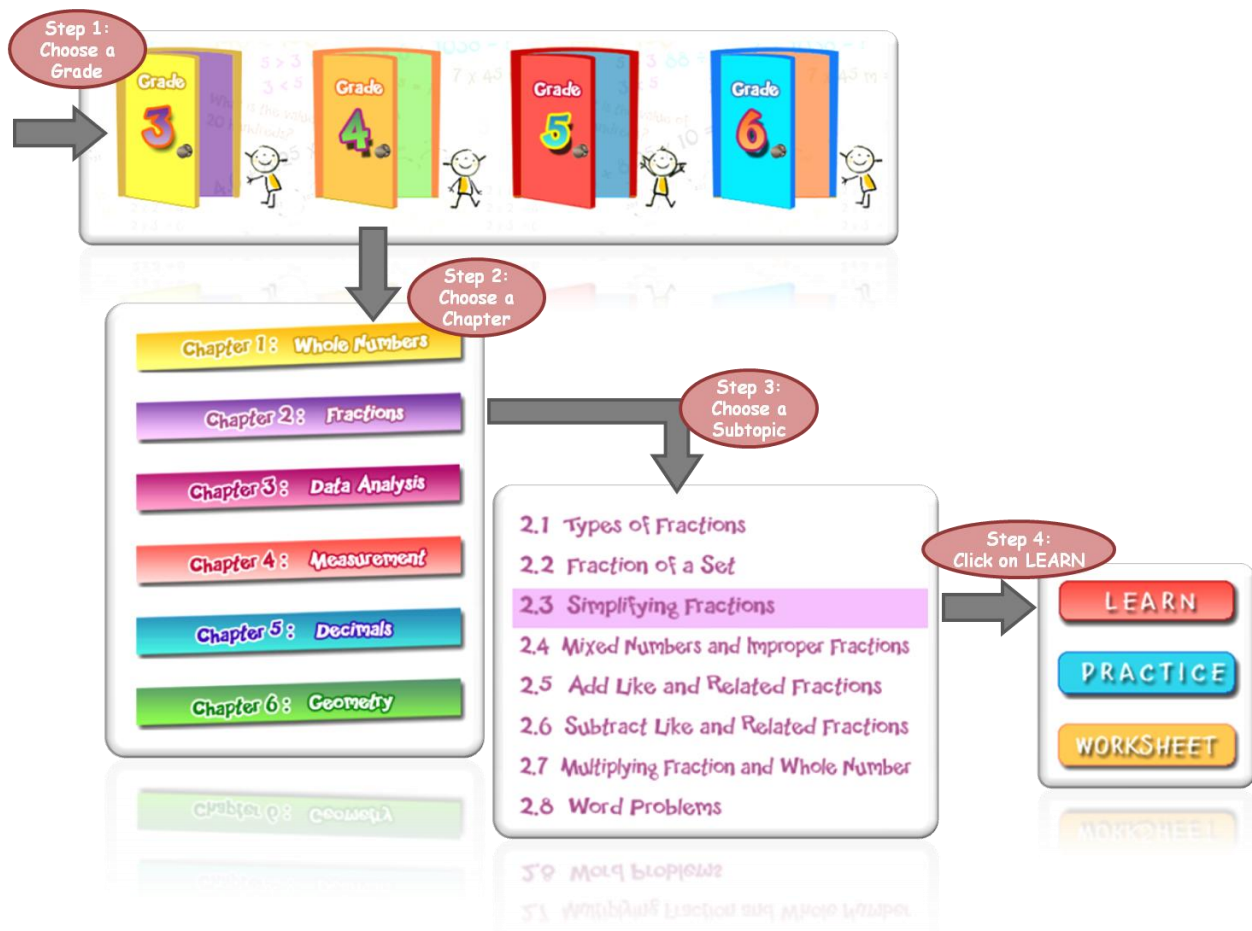 Step 1:
Choose a
Grade
Grade
3
Grade
4
Grade
5
Grade
6
Step 2:
Choose a
Chapter
Chapter 1: Whole Numbers
Chapter 2: Fractions
Chapter 3: Data Analysis
Chapter 4: Measurement
Chapter 5: Decimals
Chapter 6: Geometry
Step 3:
Choose a
Subtopic
2.1 Types of Fractions
2.2 Fraction of a Set
2.3 Simplifying Fractions
2.4 Mixed Numbers and Improper Fractions
2.5 Add Like and Related Fractions
2.6 Subtract Like and Related Fractions
2.7 Multiplying Fraction and Whole Number
2.8 Word Problems
Step 4:
Click on LEARN
LEARN
PRACTICE
WORKSHEET